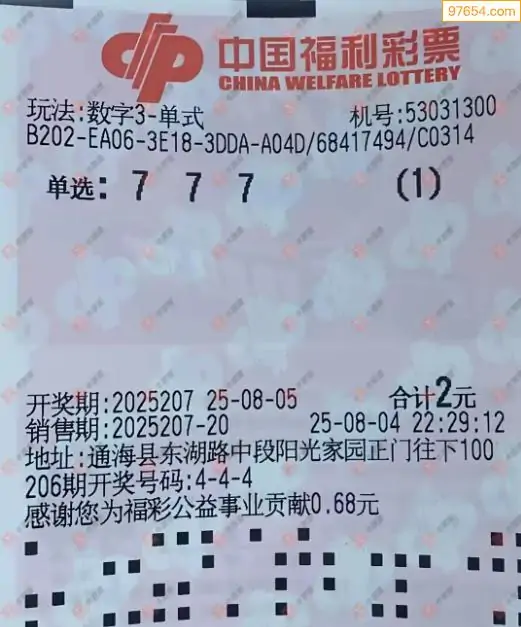 97654.com
中国福利彩票
CHINA WELFARE LOTTERY
玩法:数字3-单式 机号:53031300
B202-EA06-3E18-3DDA-A04D/68417494/C0314
单选: 7 7 7 (1)
开奖期:2025207 25-08-05 合计2元
销售期:2025207-20 25-08-04 22:29:12
地址:通海县东湖路中段阳光家园正门往下100
206期开奖号码:4-4-4
感谢您为福彩公益事业贡献0.68元